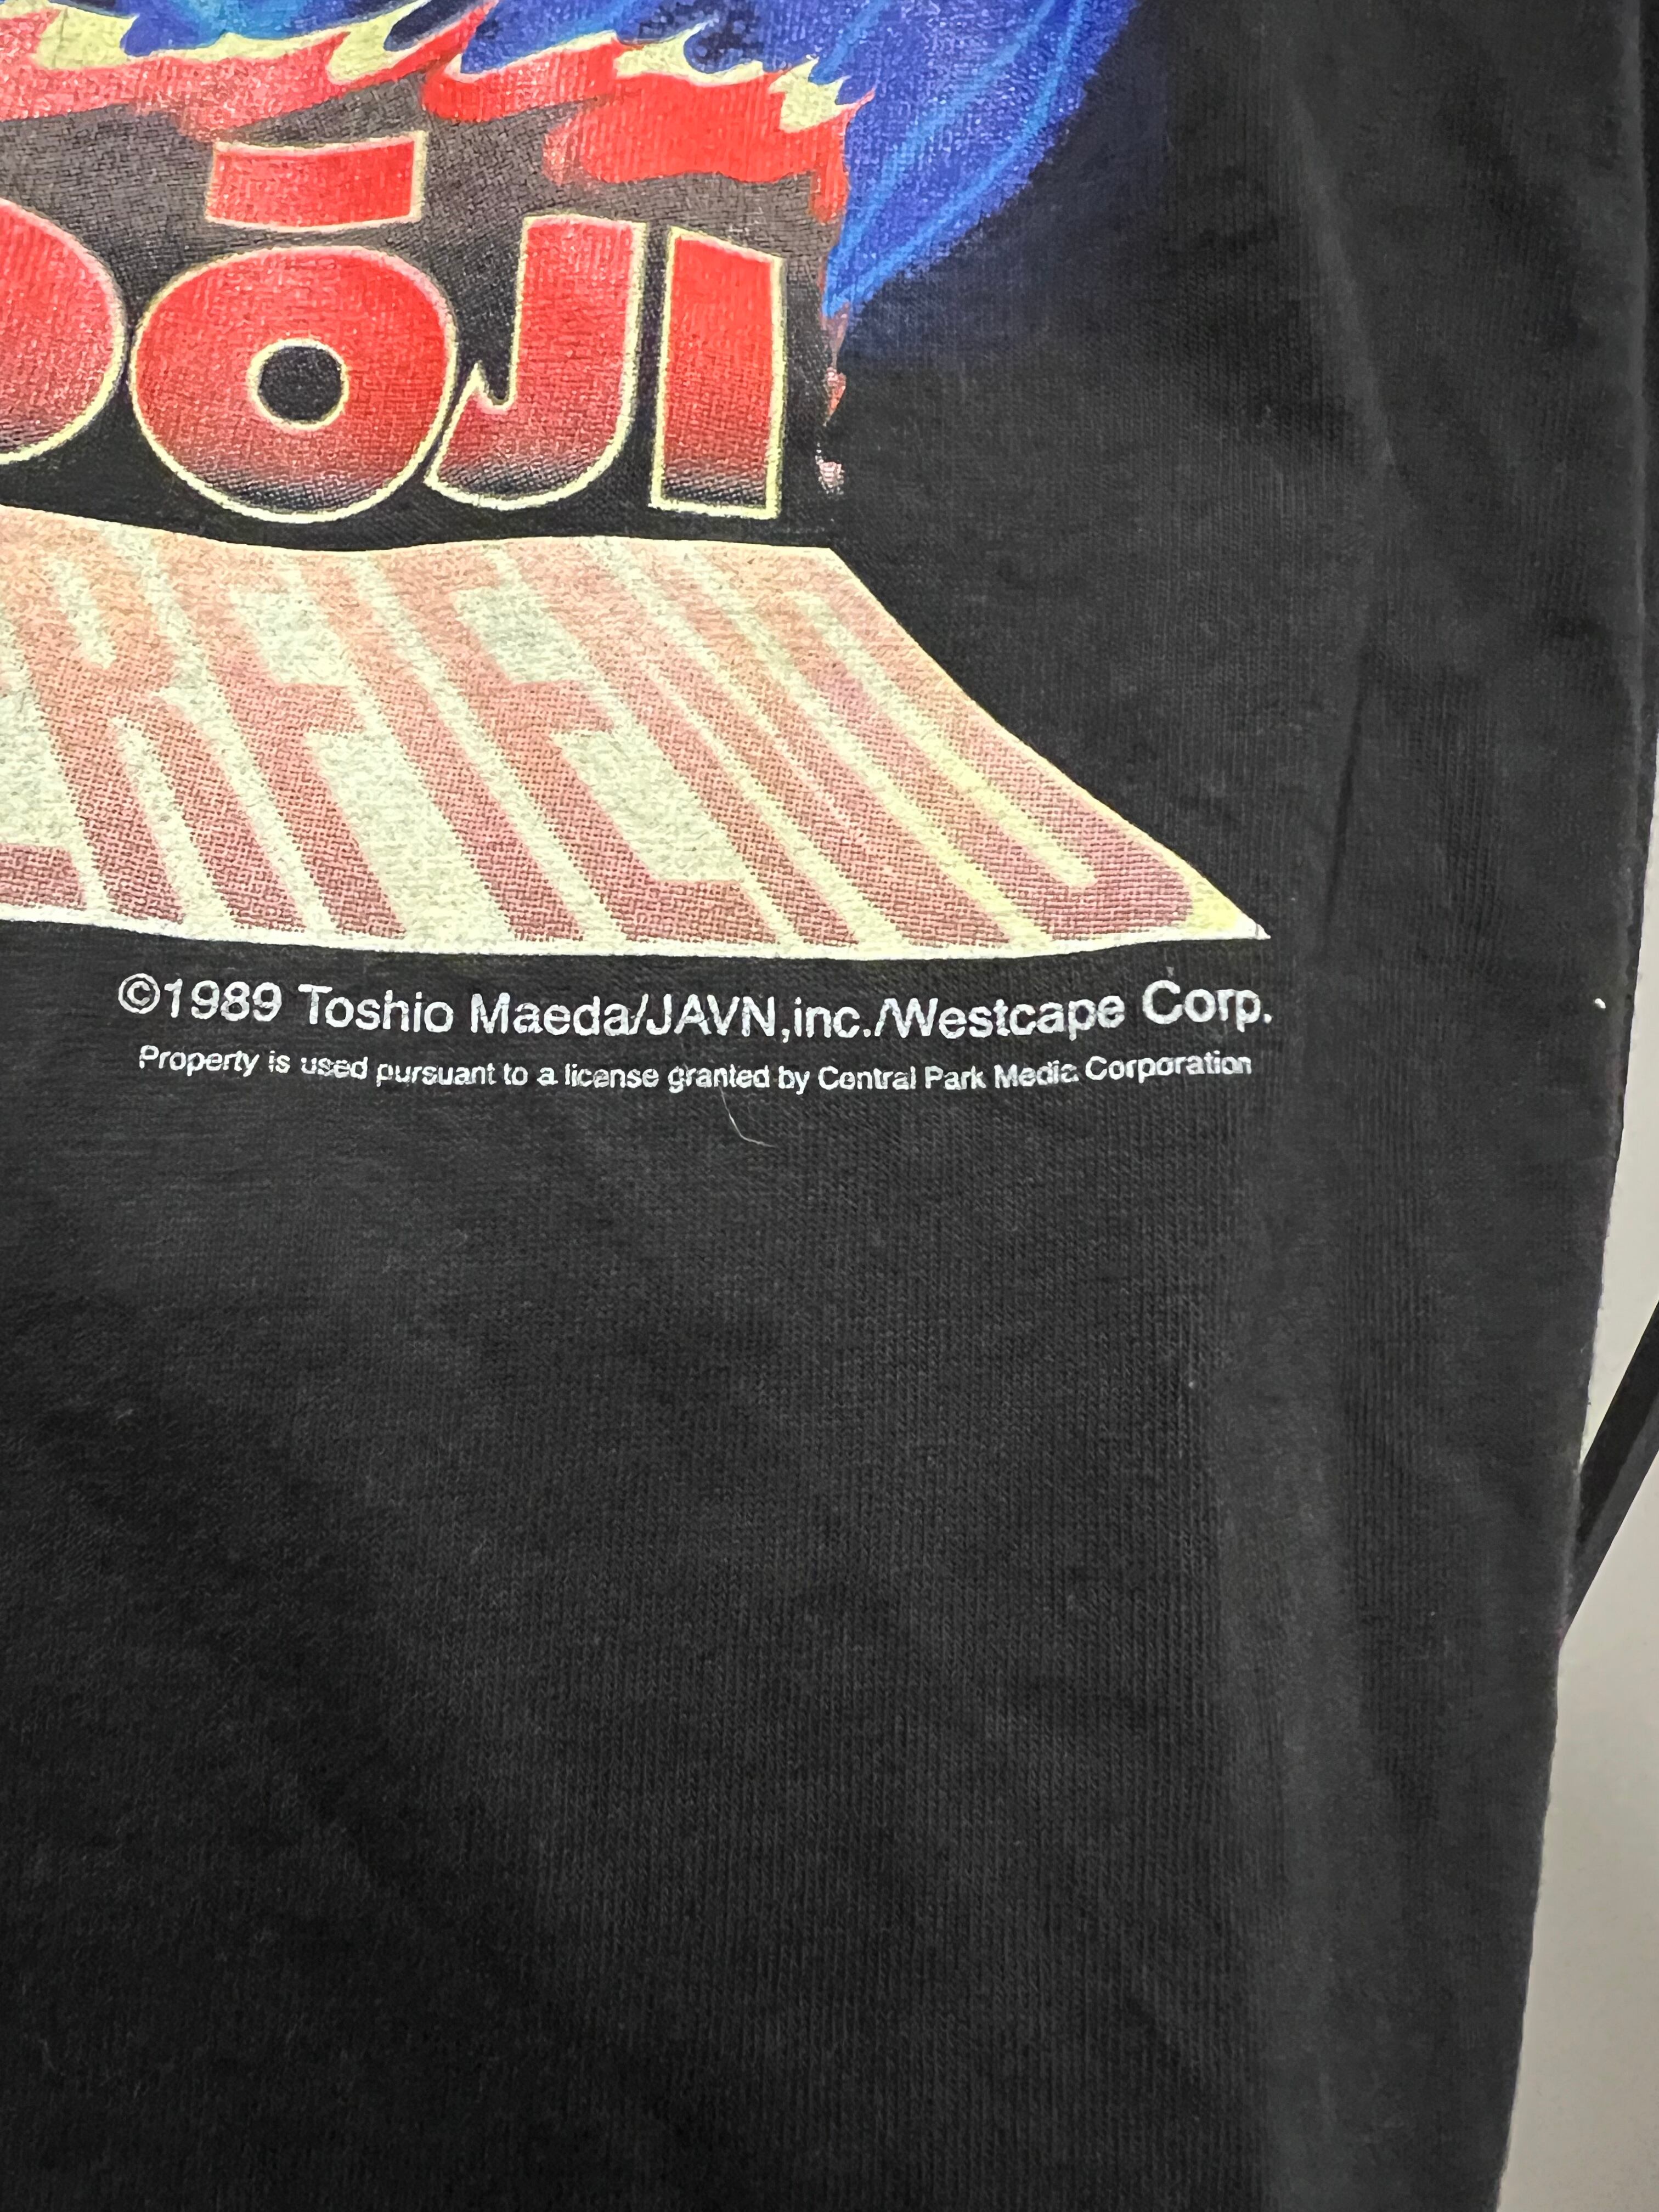 DŌJI
©1989 Toshio Maeda/JAVN,inc./Westcape Corp.
Property is used pursuant to a license granted by Central Park Media Corporation